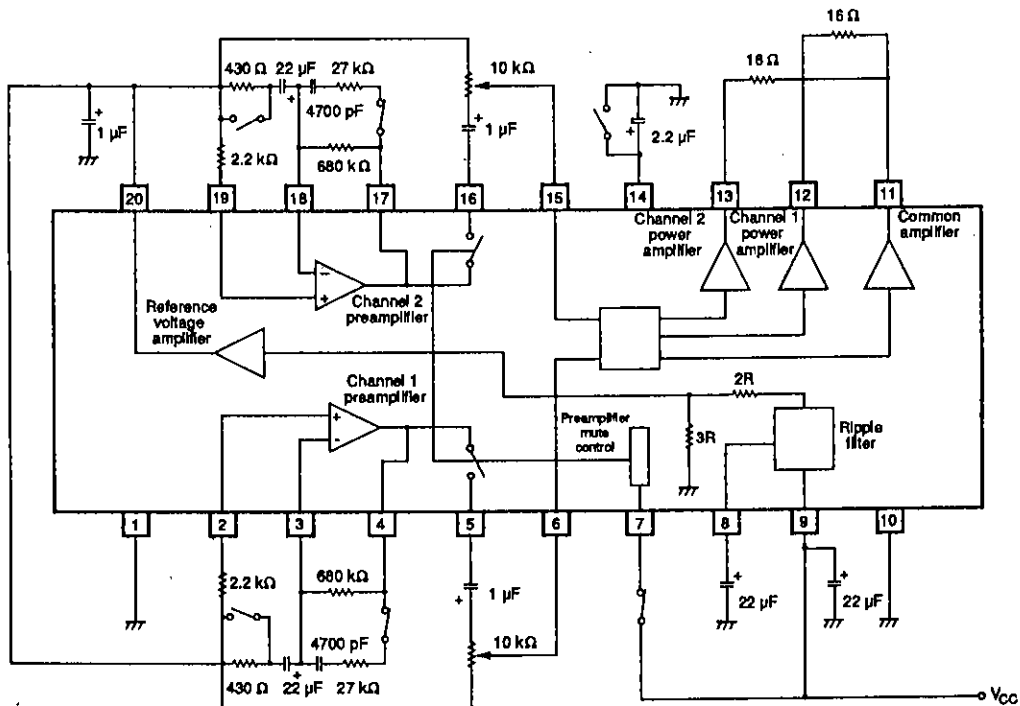 16 Ω
16 Ω
430 Ω
22 μF
27 kΩ
10 kΩ
+
4700 pF
+
+
1 μF
+
1 μF
+
2.2 μF
2.2 kΩ
680 kΩ
20
19
18
17
16
15
14
13
12
11
Channel 2
power
amplifier
Channel 1
power
amplifier
Common
amplifier
−
+
Channel 2
preamplifier
Reference
voltage
amplifier
Channel 1
preamplifier
+
-
2R
Preamplifier
mute
control
3R
Ripple
filter
1
2
3
4
5
6
7
8
9
10
2.2 kΩ
680 kΩ
1 μF
+
+
22 μF
+
22 μF
4700 pF
10 kΩ
+
430 Ω
22 μF
27 kΩ
VCC